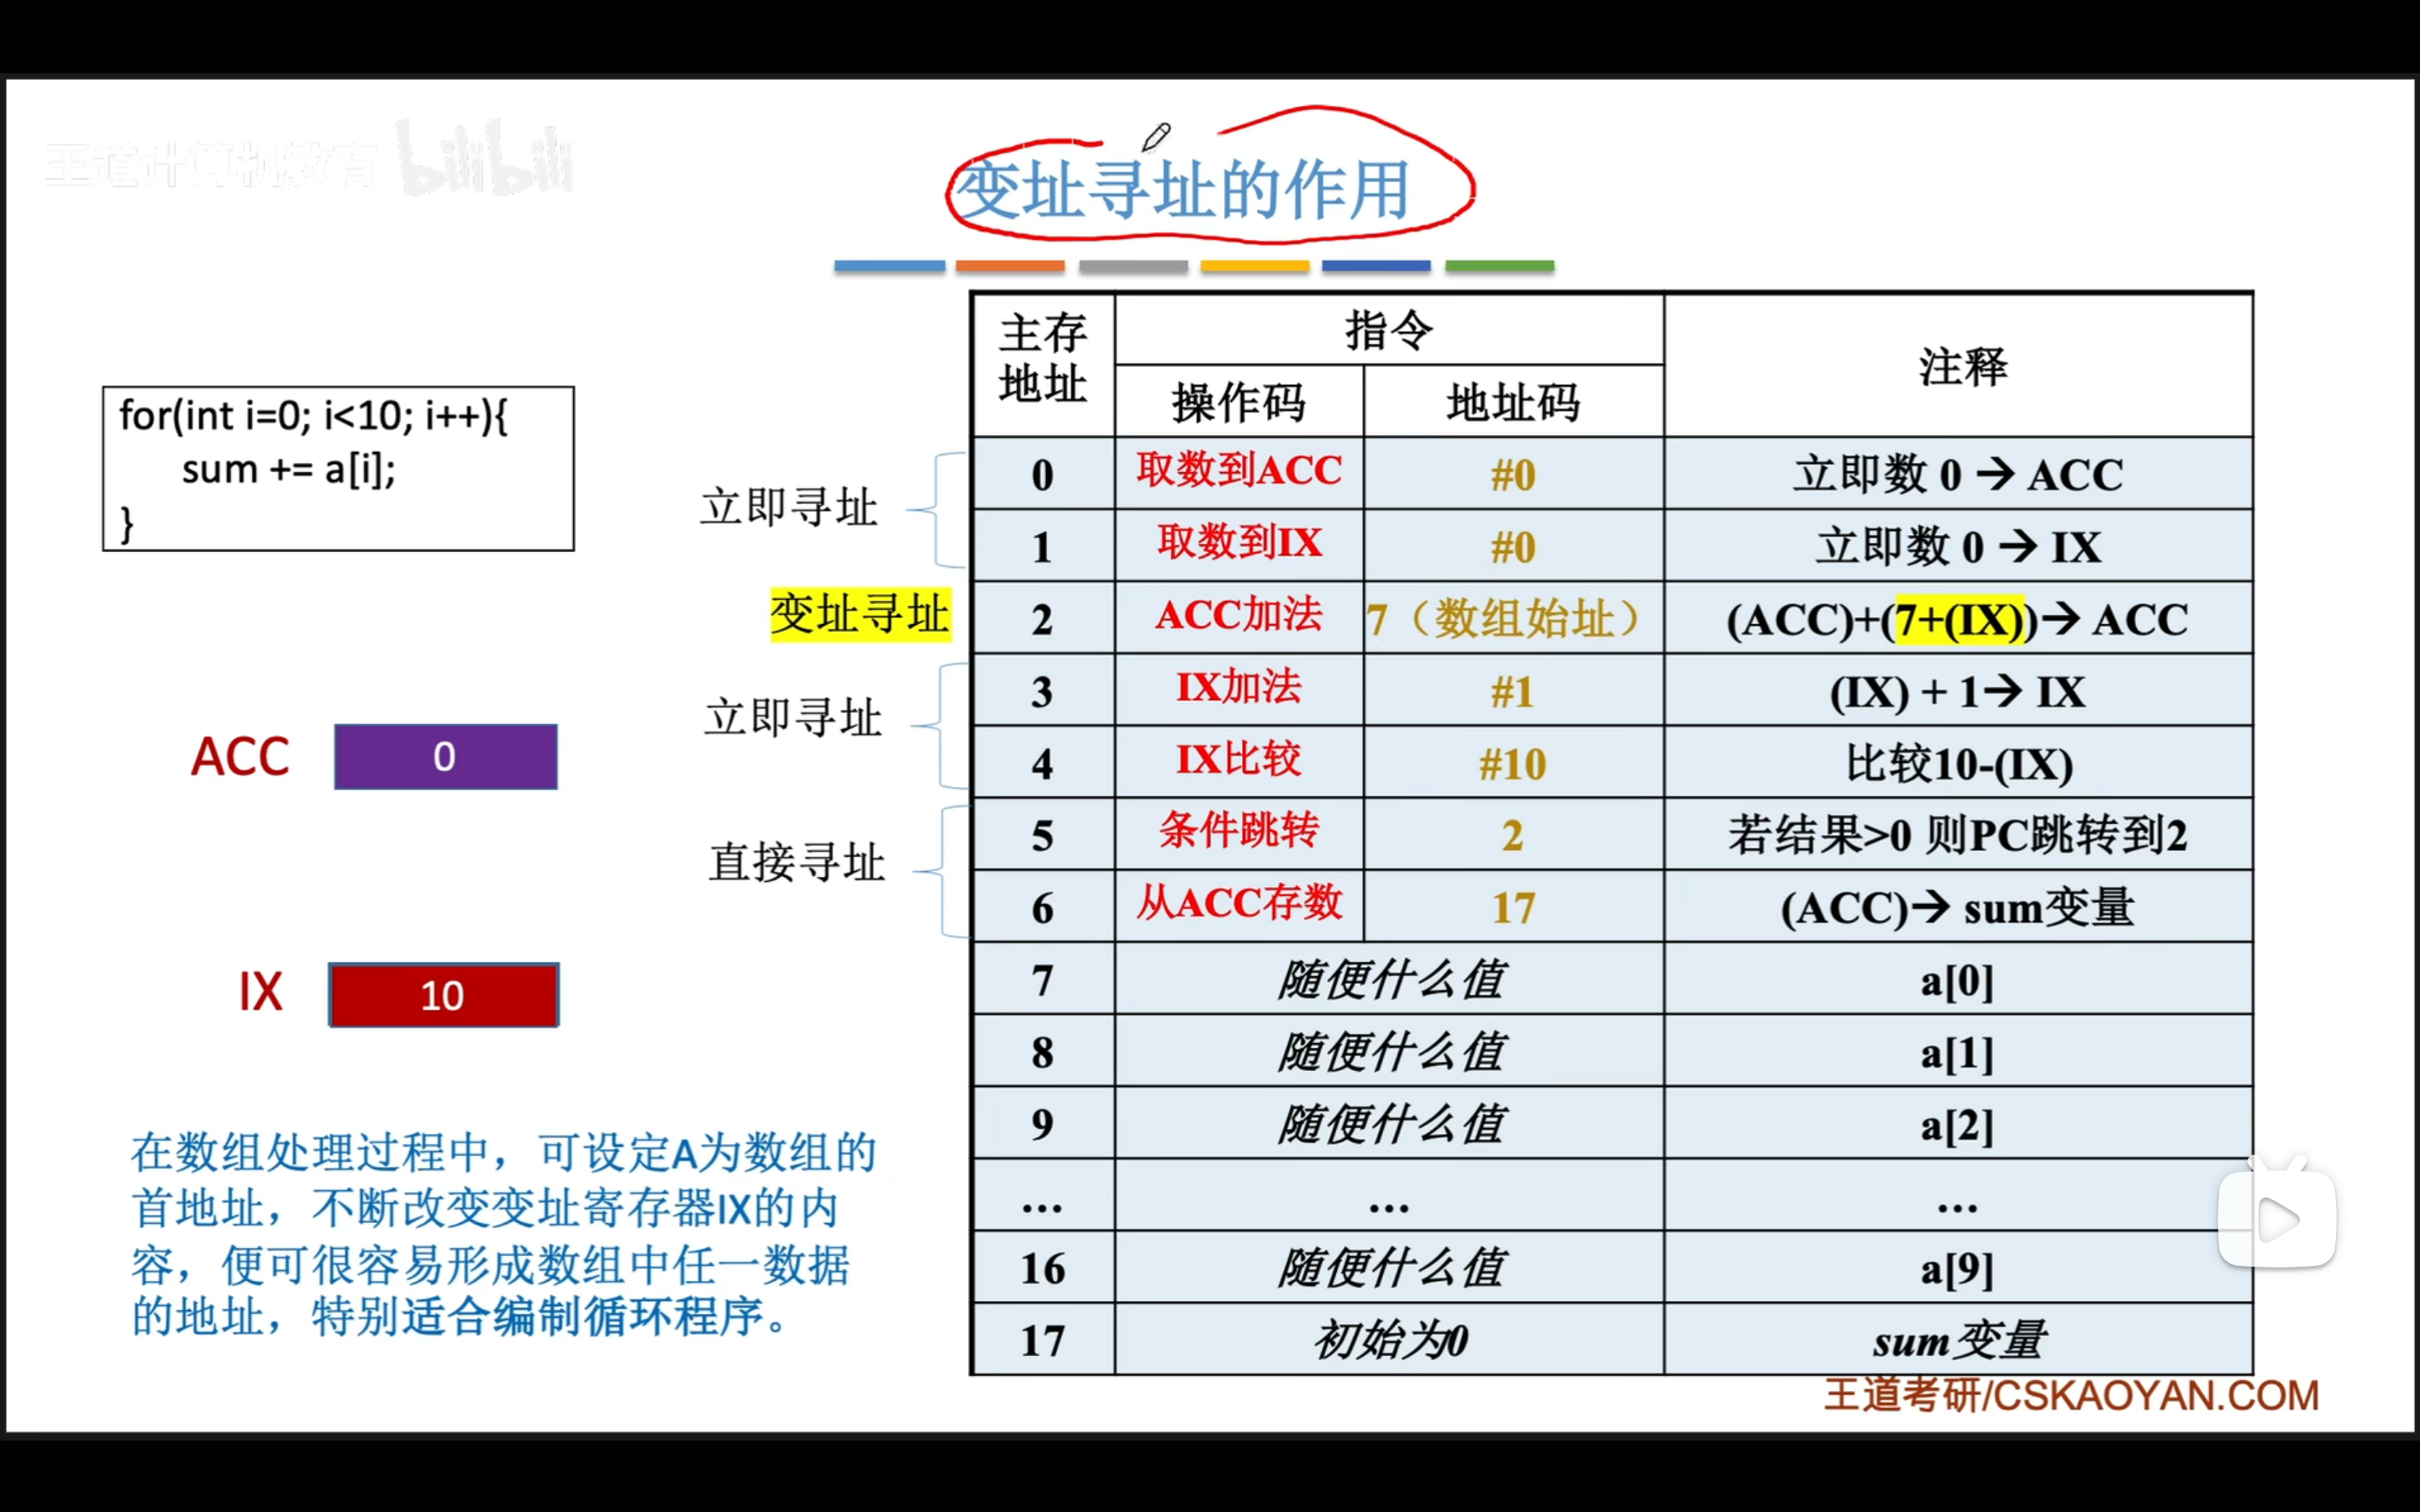 王道计算机教育 bilibili
变址寻址的作用
for(int i=0; i<10; i++){
sum += a[i];
}
立即寻址
变址寻址
立即寻址
直接寻址
ACC 0
IX 10
在数组处理过程中，可设定A为数组的
首地址，不断改变变址寄存器IX的内
容，便可很容易形成数组中任一数据
的地址，特别适合编制循环程序。
主存地址 指令 注释
操作码 地址码
0 取数到ACC #0 立即数 0 → ACC
1 取数到IX #0 立即数 0 → IX
2 ACC加法 7（数组始址） (ACC)+(7+(IX))→ ACC
3 IX加法 #1 (IX) + 1→ IX
4 IX比较 #10 比较10-(IX)
5 条件跳转 2 若结果>0 则PC跳转到2
6 从ACC存数 17 (ACC)→ sum变量
7 随便什么值 a[0]
8 随便什么值 a[1]
9 随便什么值 a[2]
... ... ...
16 随便什么值 a[9]
17 初始为0 sum变量
王道考研/CSKAOYAN.COM